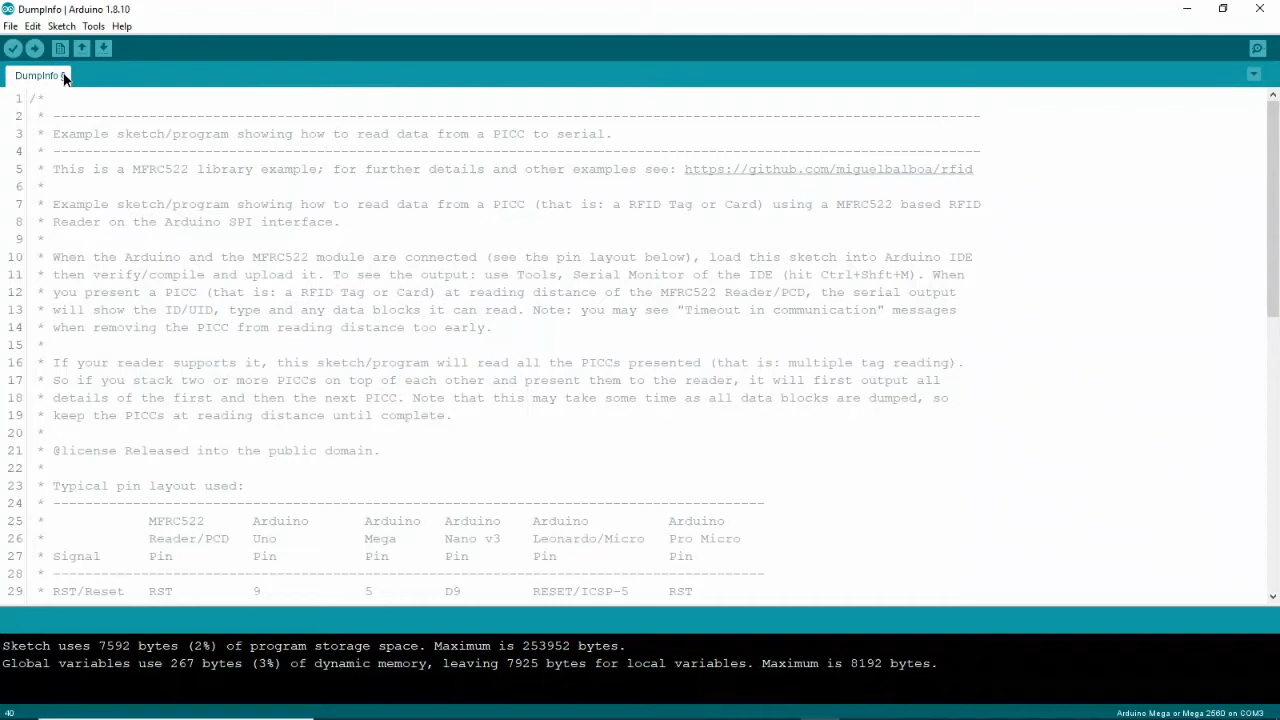 DumpInfo | Arduino 1.8.10
File Edit Sketch Tools Help
DumpInfo
1 /*
2 * --------------------------------------------------------------------------------------------------------------------
3 * Example sketch/program showing how to read data from a PICC to serial.
4 * --------------------------------------------------------------------------------------------------------------------
5 * This is a MFRC522 library example; for further details and other examples see: https://github.com/miguelbalboa/rfid
6 *
7 * Example sketch/program showing how to read data from a PICC (that is: a RFID Tag or Card) using a MFRC522 based RFID
8 * Reader on the Arduino SPI interface.
9 *
10 * When the Arduino and the MFRC522 module are connected (see the pin layout below), load this sketch into Arduino IDE
11 * then verify/compile and upload it. To see the output: use Tools, Serial Monitor of the IDE (hit Ctrl+Shft+M). When
12 * you present a PICC (that is: a RFID Tag or Card) at reading distance of the MFRC522 Reader/PCD, the serial output
13 * will show the ID/UID, type and any data blocks it can read. Note: you may see "Timeout in communication" messages
14 * when removing the PICC from reading distance too early.
15 *
16 * If your reader supports it, this sketch/program will read all the PICCs presented (that is: multiple tag reading).
17 * So if you stack two or more PICCs on top of each other and present them to the reader, it will first output all
18 * details of the first and then the next PICC. Note that this may take some time as all data blocks are dumped, so
19 * keep the PICCs at reading distance until complete.
20 *
21 * @license Released into the public domain.
22 *
23 * Typical pin layout used:
24 * -----------------------------------------------------------------------------------------
25 * MFRC522 Arduino Arduino Arduino Arduino Arduino
26 * Reader/PCD Uno Mega Nano v3 Leonardo/Micro Pro Micro
27 * Signal Pin Pin Pin Pin Pin Pin
28 * -----------------------------------------------------------------------------------------
29 * RST/Reset RST 9 5 D9 RESET/ICSP-5 RST
Sketch uses 7592 bytes (2%) of program storage space. Maximum is 253952 bytes.
Global variables use 267 bytes (3%) of dynamic memory, leaving 7925 bytes for local variables. Maximum is 8192 bytes.
40 Arduino Mega or Mega 2560 on COM3